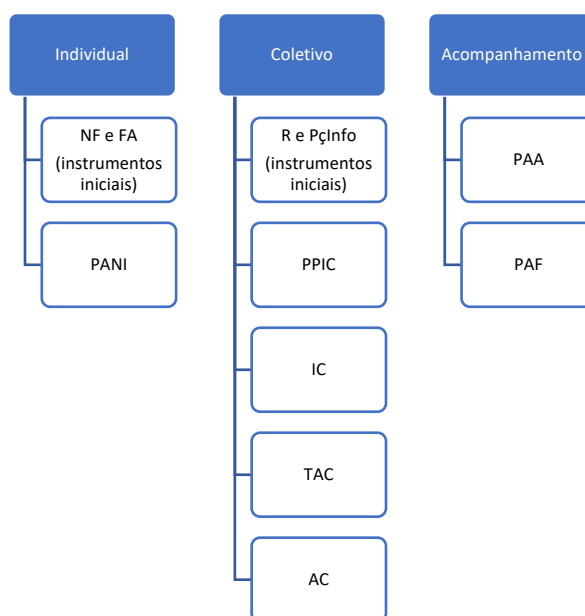 Individual
NF e FA
(instrumentos
iniciais)
PANI
Coletivo
R e PçInfo
(instrumentos
iniciais)
PPIC
IC
TAC
AC
Acompanhamento
PAA
PAF